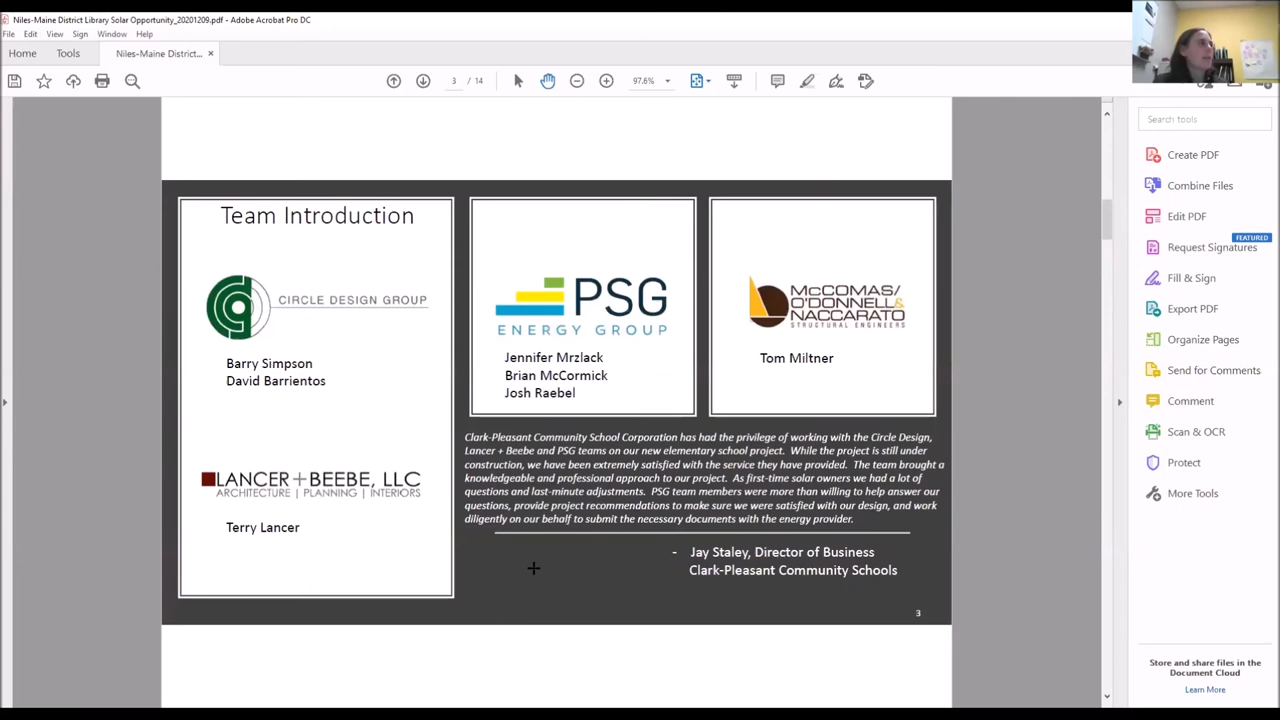 Niles-Maine District Library Solar Opportunity_20201209.pdf - Adobe Acrobat Pro DC
File Edit View Sign Window Help
Home Tools Niles-Maine District... ×
3 / 14 97.6%
Search tools
Create PDF
Combine Files
Edit PDF
FEATURED
Request Signatures
Fill & Sign
Export PDF
Organize Pages
Send for Comments
Comment
Scan & OCR
Protect
More Tools
Store and share files in the
Document Cloud
Learn More
Team Introduction
CIRCLE DESIGN GROUP
Barry Simpson
David Barrientos
LANCER+BEEBE, LLC
ARCHITECTURE | PLANNING | INTERIORS
Terry Lancer
PSG
ENERGY GROUP
Jennifer Mrzlack
Brian McCormick
Josh Raebel
McCOMAS/
O'DONNELL&
NACCARATO
STRUCTURAL ENGINEERS
Tom Miltner
Clark-Pleasant Community School Corporation has had the privilege of working with the Circle Design,
Lancer + Beebe and PSG teams on our new elementary school project. While the project is still under
construction, we have been extremely satisfied with the service they have provided. The team brought a
knowledgeable and professional approach to our project. As first-time solar owners we had a lot of
questions and last-minute adjustments. PSG team members were more than willing to help answer our
questions, provide project recommendations to make sure we were satisfied with our design, and work
diligently on our behalf to submit the necessary documents with the energy provider.
- Jay Staley, Director of Business
Clark-Pleasant Community Schools
3